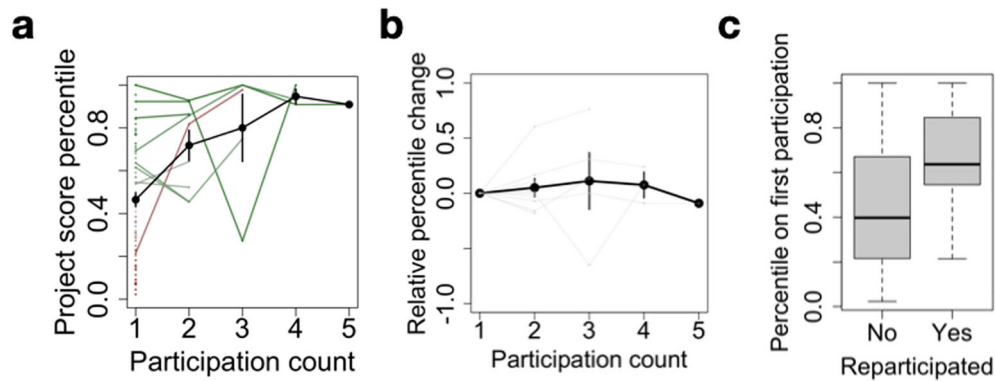 a
Project score percentile
0.0
0.4
0.8
1
2
3
4
5
Participation count
b
Relative percentile change
-1.0
0.0
0.5
1.0
1
2
3
4
5
Participation count
c
Percentile on first participation
0.0
0.4
0.8
No
Yes
Reparticipated